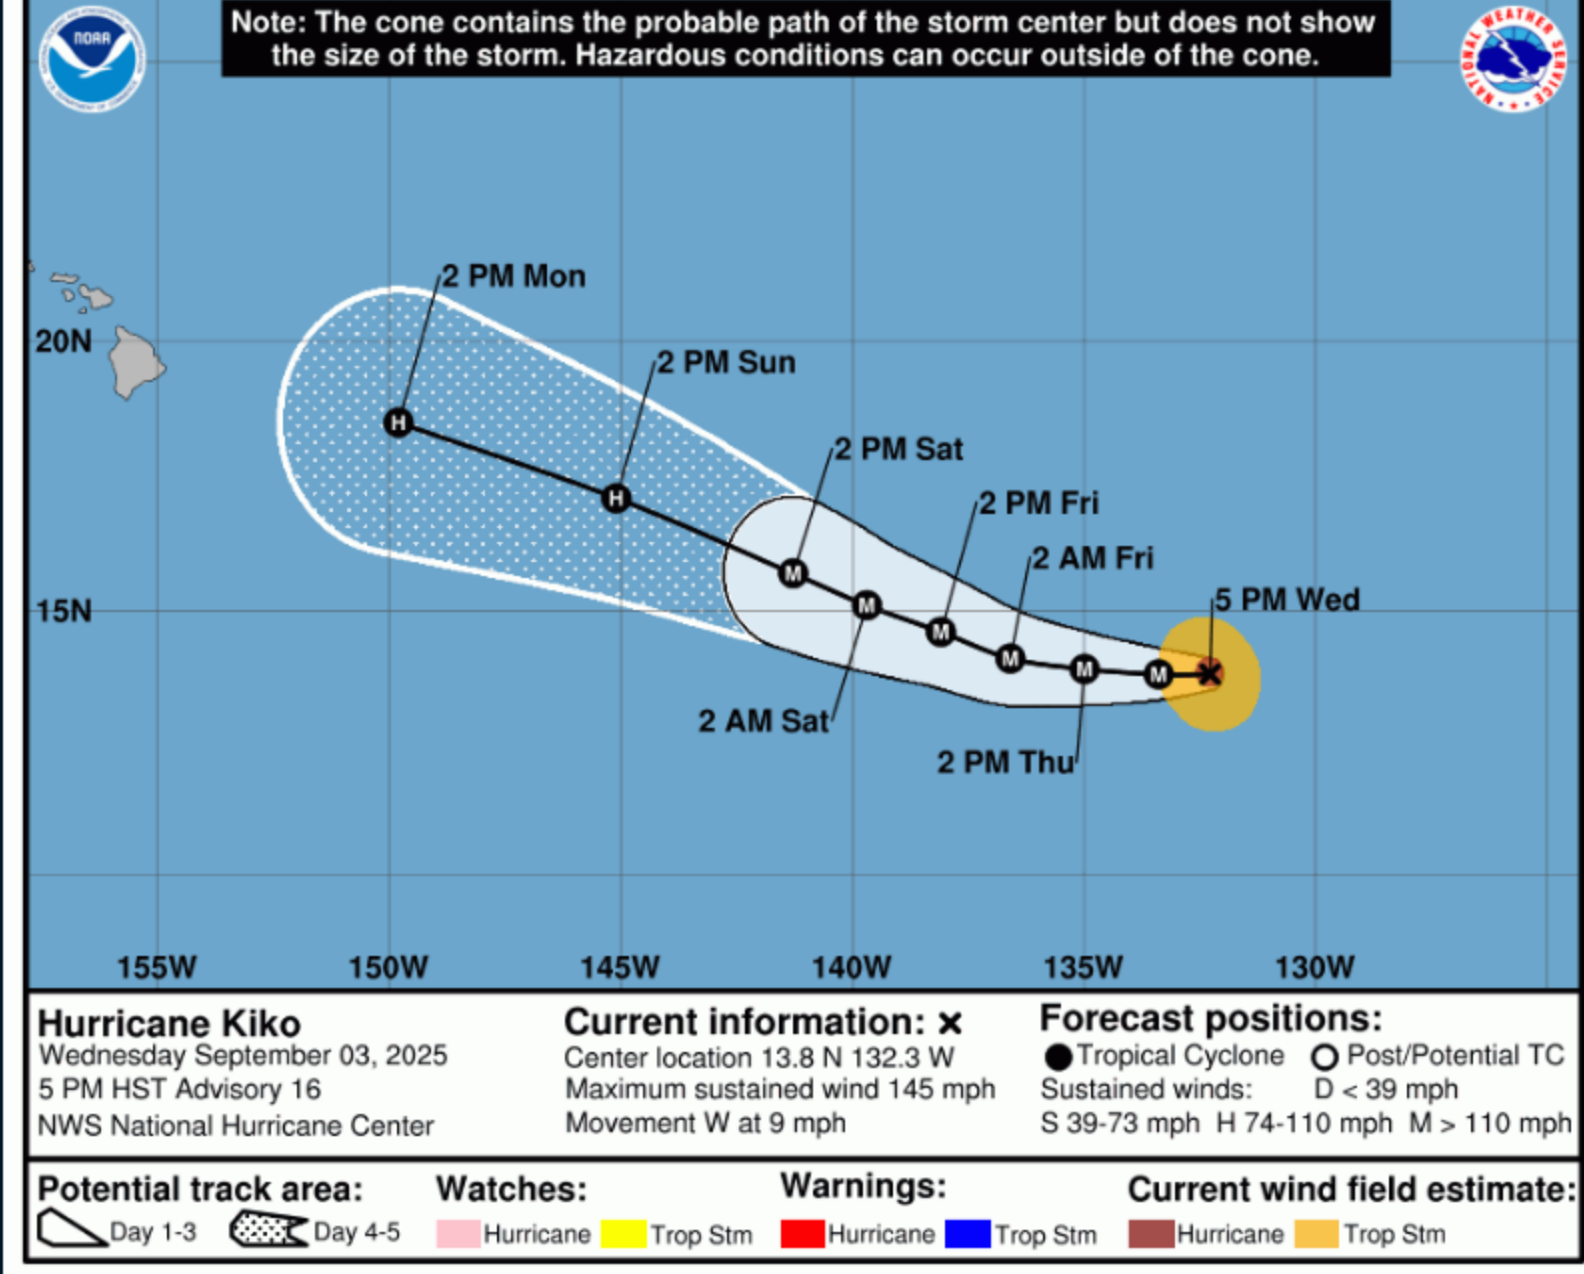 Note: The cone contains the probable path of the storm center but does not show
the size of the storm. Hazardous conditions can occur outside of the cone.
NOAA
NATIONAL WEATHER SERVICE
2 PM Mon
20N
2 PM Sun
2 PM Sat
2 PM Fri
2 AM Fri
15N
5 PM Wed
H
H
M
M
M
M
M
M
2 AM Sat
2 PM Thu
155W 150W 145W 140W 135W 130W
Hurricane Kiko
Wednesday September 03, 2025
5 PM HST Advisory 16
NWS National Hurricane Center
Current information: ×
Center location 13.8 N 132.3 W
Maximum sustained wind 145 mph
Movement W at 9 mph
Forecast positions:
Tropical Cyclone Post/Potential TC
Sustained winds: D < 39 mph
S 39-73 mph H 74-110 mph M > 110 mph
Potential track area:
Day 1-3 Day 4-5
Watches:
Hurricane Trop Stm
Warnings:
Hurricane Trop Stm
Current wind field estimate:
Hurricane Trop Stm